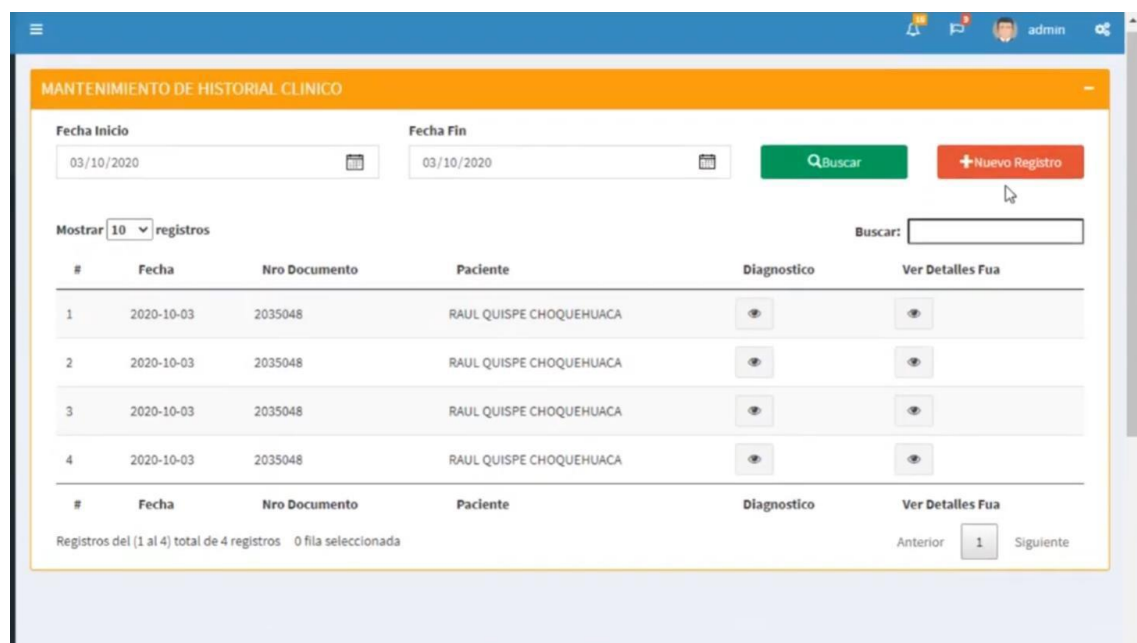 10 9 admin
MANTENIMIENTO DE HISTORIAL CLINICO
Fecha Inicio Fecha Fin
03/10/2020 03/10/2020 Buscar Nuevo Registro
Mostrar 10 registros Buscar:
# Fecha Nro Documento Paciente Diagnostico Ver Detalles Fua
1 2020-10-03 2035048 RAUL QUISPE CHOQUEHUACA
2 2020-10-03 2035048 RAUL QUISPE CHOQUEHUACA
3 2020-10-03 2035048 RAUL QUISPE CHOQUEHUACA
4 2020-10-03 2035048 RAUL QUISPE CHOQUEHUACA
# Fecha Nro Documento Paciente Diagnostico Ver Detalles Fua
Registros del (1 al 4) total de 4 registros 0 fila seleccionada Anterior 1 Siguiente